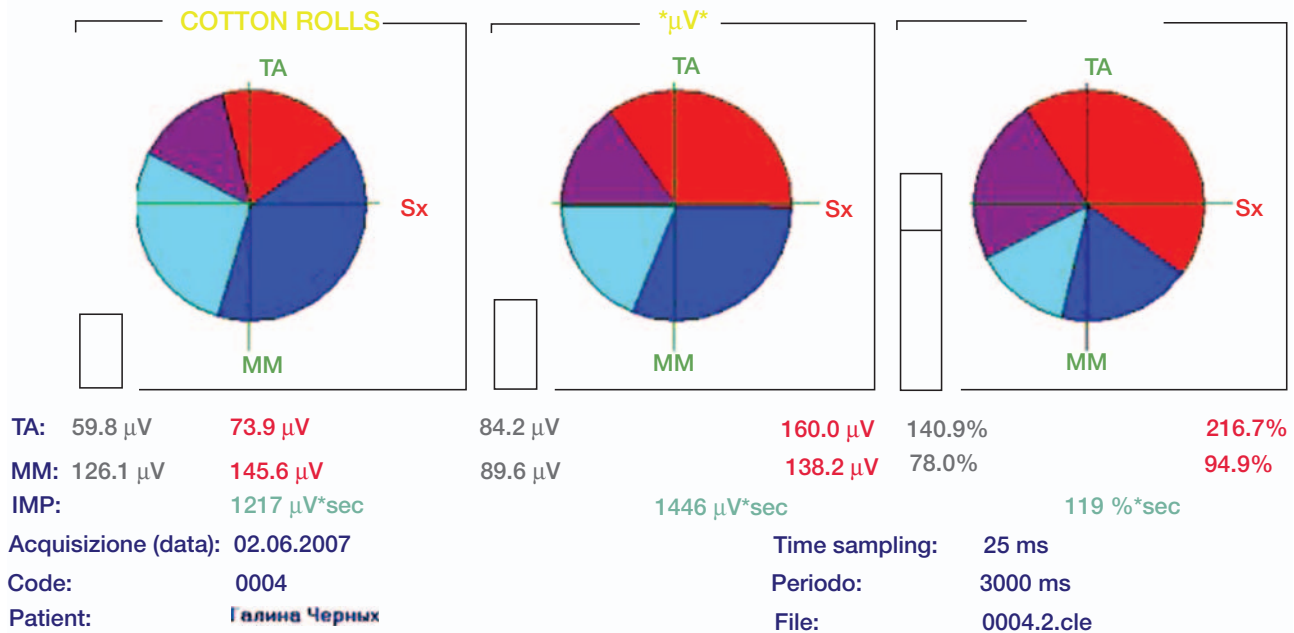 COTTON ROLLS *μV*
TA TA TA
Sx Sx Sx
MM MM MM
TA: 59.8 μV 73.9 μV 84.2 μV 160.0 μV 140.9% 216.7%
MM: 126.1 μV 145.6 μV 89.6 μV 138.2 μV 78.0% 94.9%
IMP: 1217 μV*sec 1446 μV*sec 119 %*sec
Acquisizione (data): 02.06.2007 Time sampling: 25 ms
Code: 0004 Periodo: 3000 ms
Patient: Галина Черных File: 0004.2.cle